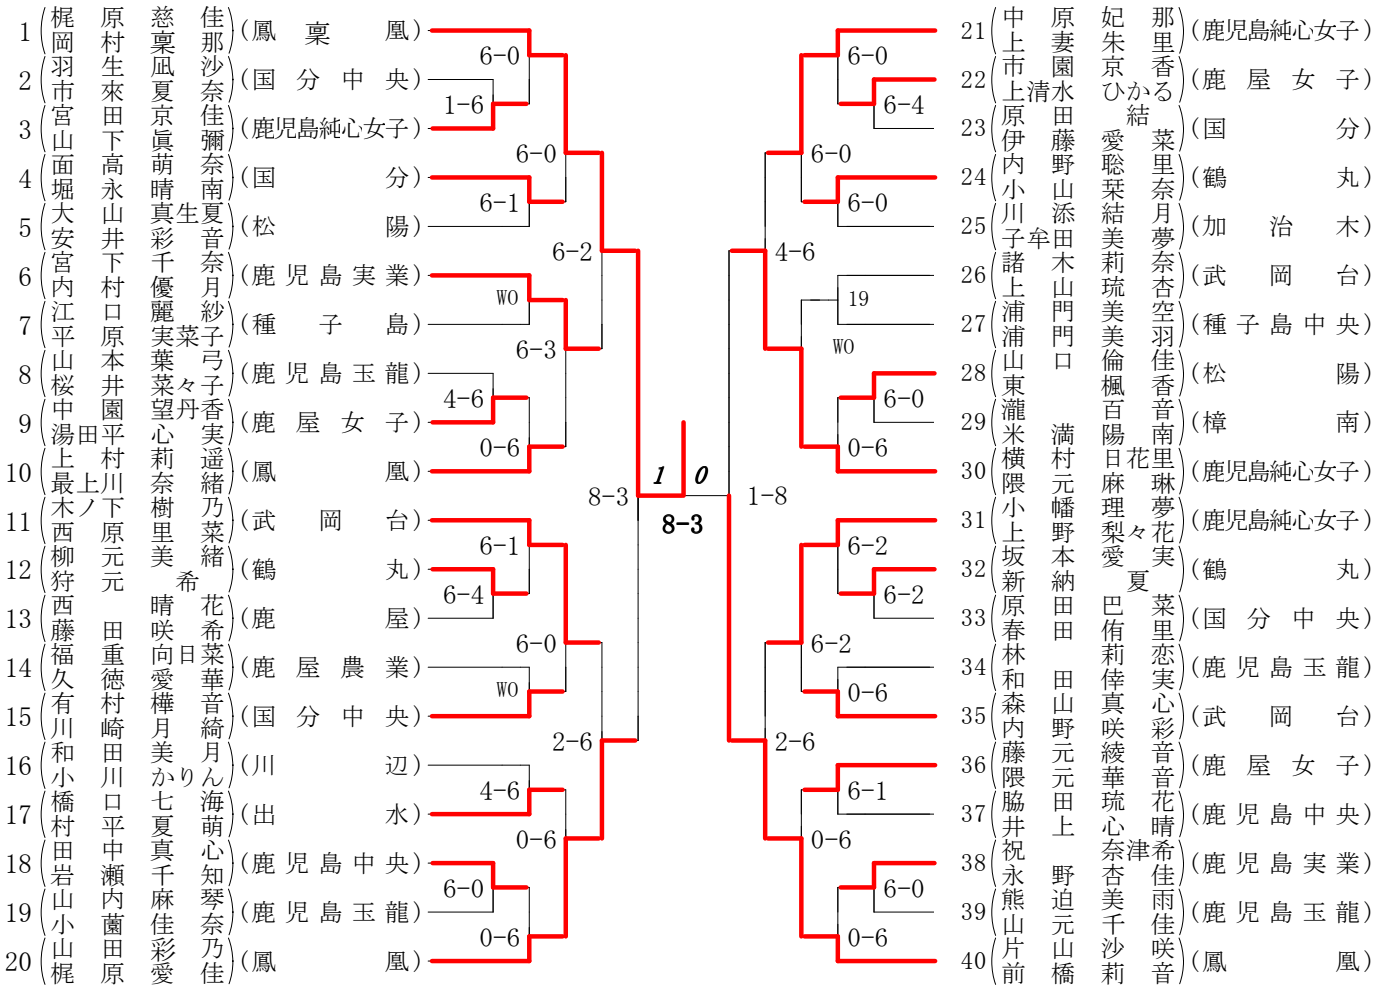 1 (梶原慈佳 岡村稟那) (鳳稟凰)
2 (羽生凪沙 市來夏奈) (国分中央)
3 (宮田京佳 山下眞彌) (鹿児島純心女子)
4 (面高萌奈 堀永晴南) (国分)
5 (大山真生夏 安井彩音) (松陽)
6 (宮下千奈 内村優月) (鹿児島実業)
7 (江口麗紗 平原実菜子) (種子島)
8 (山本葉弓 桜井菜々子) (鹿児島玉龍)
9 (中園望丹香 湯田平心実) (鹿屋女子)
10 (上村莉遥 最上川奈緒) (鳳凰)
11 (木ノ下樹乃 西原里菜) (武岡台)
12 (柳元美緒 狩元希) (鶴丸)
13 (西晴花 藤田咲希) (鹿屋)
14 (福重向日菜 久徳愛華) (鹿屋農業)
15 (有村樺音 川崎月綺) (国分中央)
16 (和田美月 小川かりん) (川辺)
17 (橋口七海 村平夏萌) (出水)
18 (田中真心 岩瀬千知) (鹿児島中央)
19 (山内麻琴 小薗佳奈) (鹿児島玉龍)
20 (山田彩乃 梶原愛佳) (鳳凰)
6-0
1-6
6-0
6-1
6-2
WO
6-3
4-6
0-6
8-3
6-1
6-4
6-0
WO
2-6
4-6
0-6
6-0
0-6
1 0
8-3
6-0
6-4
6-0
6-0
4-6
19
WO
6-0
0-6
1-8
6-2
6-2
6-2
0-6
2-6
6-1
0-6
6-0
0-6
21 (中原妃那 上妻朱里) (鹿児島純心女子)
22 (市園京香 上清水ひかる) (鹿屋女子)
23 (原田結 伊藤愛菜) (国分)
24 (内野聡里 小山栞奈) (鶴丸)
25 (川添結月 子牟田美夢) (加治木)
26 (諸木莉奈 上山琉杏) (武岡台)
27 (浦門美空 浦門美羽) (種子島中央)
28 (山口倫佳 東楓香) (松陽)
29 (瀧百音 米満陽南) (樟南)
30 (横村日花里 隈元麻琳) (鹿児島純心女子)
31 (小幡理夢 上野梨々花) (鹿児島純心女子)
32 (坂本愛実 新納夏) (鶴丸)
33 (原田巴菜 春田侑里) (国分中央)
34 (林莉恋 和田倖実) (鹿児島玉龍)
35 (森山真心 内野咲彩) (武岡台)
36 (藤元綾音 隈元華音) (鹿屋女子)
37 (脇田琉花 井上心晴) (鹿児島中央)
38 (祝奈津希 永野杏佳) (鹿児島実業)
39 (熊迫美雨 山元千佳) (鹿児島玉龍)
40 (片山沙咲 前橋莉音) (鳳凰)